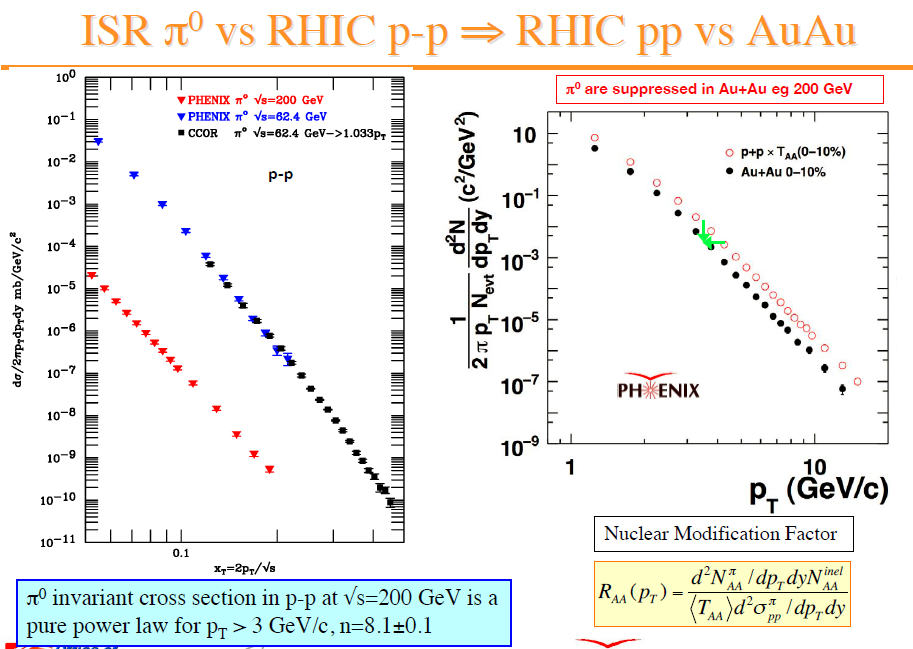 ISR π⁰ vs RHIC p-p ⇒ RHIC pp vs AuAu
10⁰
10⁻¹
10⁻²
10⁻³
10⁻⁴
10⁻⁵
10⁻⁶
10⁻⁷
10⁻⁸
10⁻⁹
10⁻¹⁰
10⁻¹¹
dσ/2πp_T dp_T dy mb/GeV/c²
PHENIX π° √s=200 GeV
PHENIX π° √s=62.4 GeV
CCOR π° √s=62.4 GeV->1.033p_T
p-p
0.1
x_T=2p_T/√s
π⁰ invariant cross section in p-p at √s=200 GeV is a
pure power law for p_T > 3 GeV/c, n=8.1±0.1
π⁰ are suppressed in Au+Au eg 200 GeV
1/(2 π p_T N_evt) d²N/(dp_T dy) (c²/GeV²)
10
10⁻¹
10⁻³
10⁻⁵
10⁻⁷
10⁻⁹
p+p × T_AA(0-10%)
Au+Au 0-10%
PHENIX
1
10
p_T (GeV/c)
Nuclear Modification Factor
R_AA(p_T) = d²N^π_AA / dp_T dy N^inel_AA / ⟨T_AA⟩ d²σ^π_pp / dp_T dy